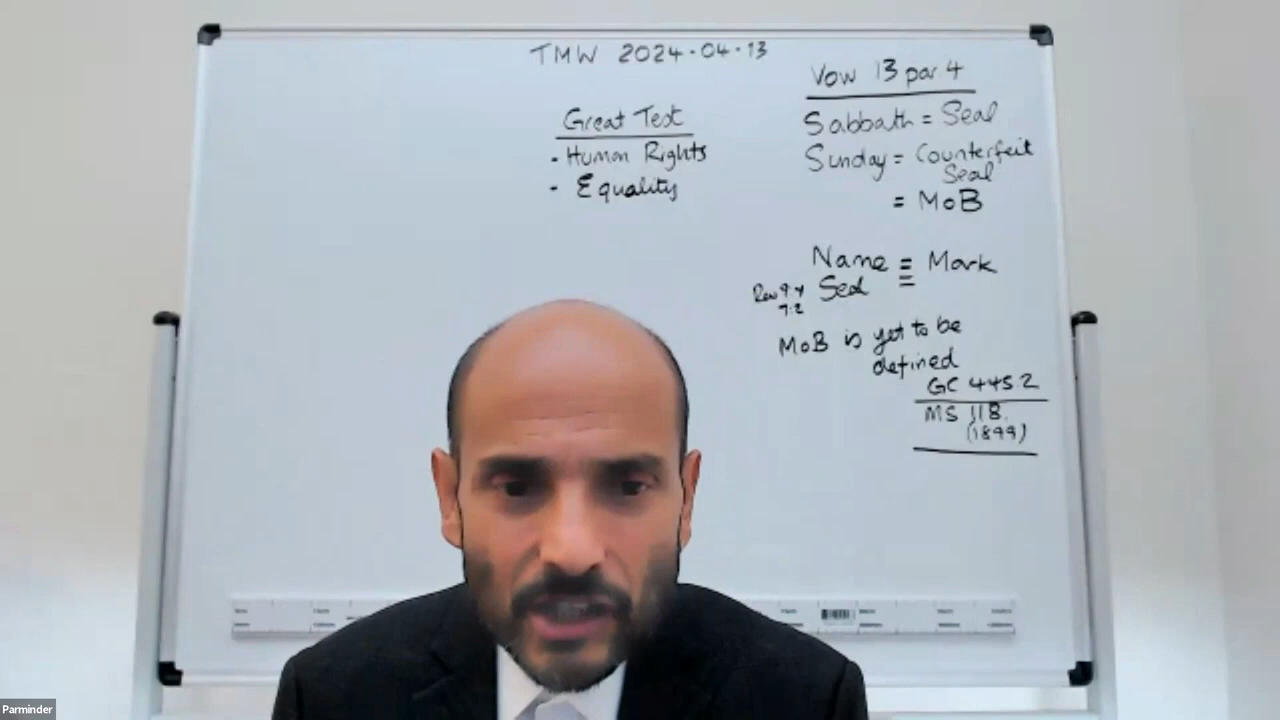 TMW 2024-04-13
Great Test
• Human Rights
• Equality
Vow 13 par 4
Sabbath = Seal
Sunday = Counterfeit
Seal
= MoB
Name = Mark
Rev 9 4 Seal
7:2
MoB is yet to be
defined
GC 445 2
MS 118.
(1899)
Parminder